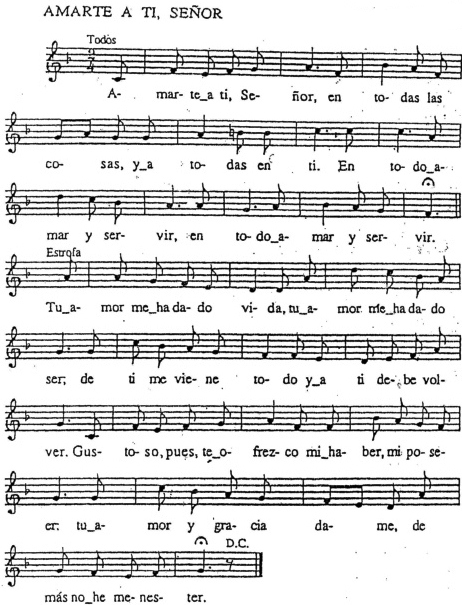 AMARTE A TI, SEÑOR
Todos
A- mar- te_a ti, Se- ñor, en to- das las
co- sas, y_a to- das en ti. En to- do_a-
mar y ser- vir, en to- do_a- mar y ser- vir.
Estrofa
Tu_a- mor me_ha da- do vi- da, tu_a- mor me_ha da- do
ser; de ti me vie- ne to- do y_a ti de- be vol-
ver. Gus- to- so, pues, te_o- frez- co mi_ha- ber, mi po- se-
er: tu_a- mor y gra- cia da- me, de
D.C.
más no_he me- nes- ter.